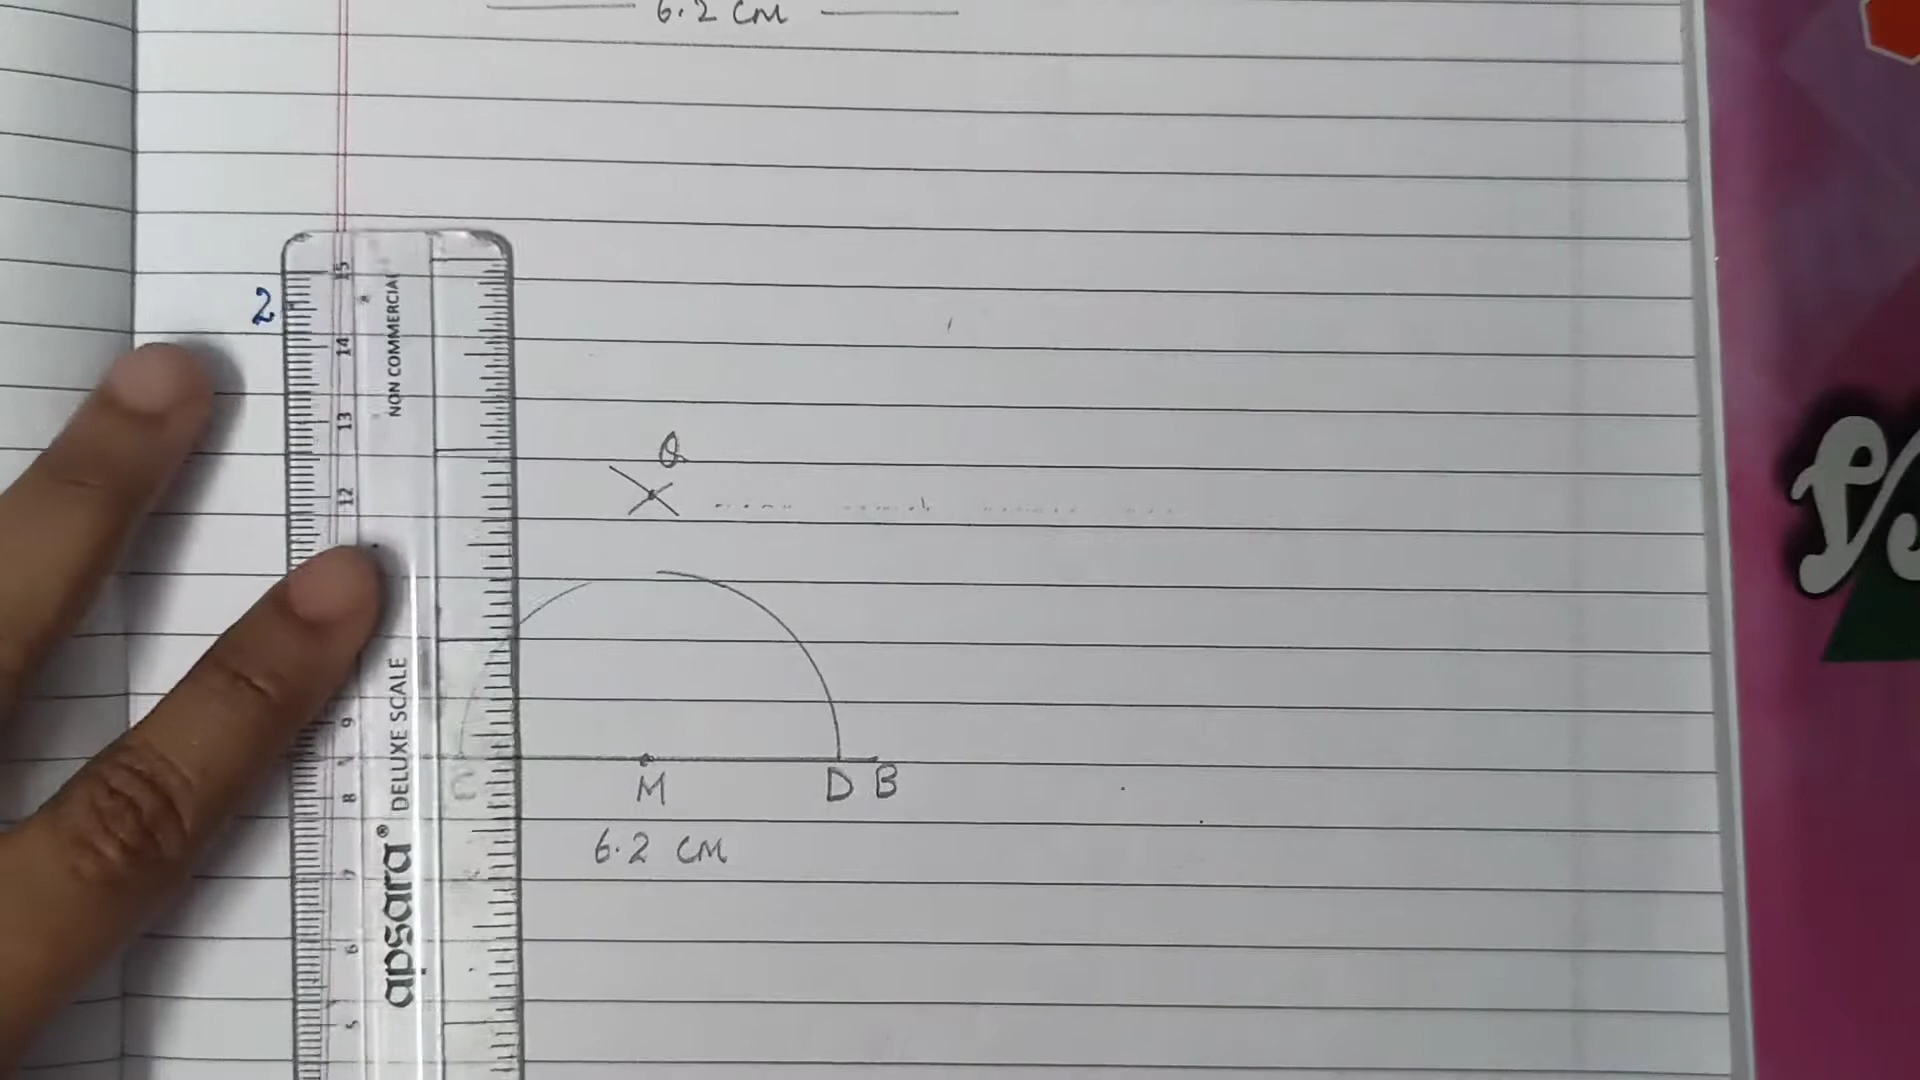 6.2 CM
2
15
14
NON COMMERCIAL
13
Q
12
DELUXE SCALE
9
C
M
D B
8
6.2 CM
7
apsara®
6
5